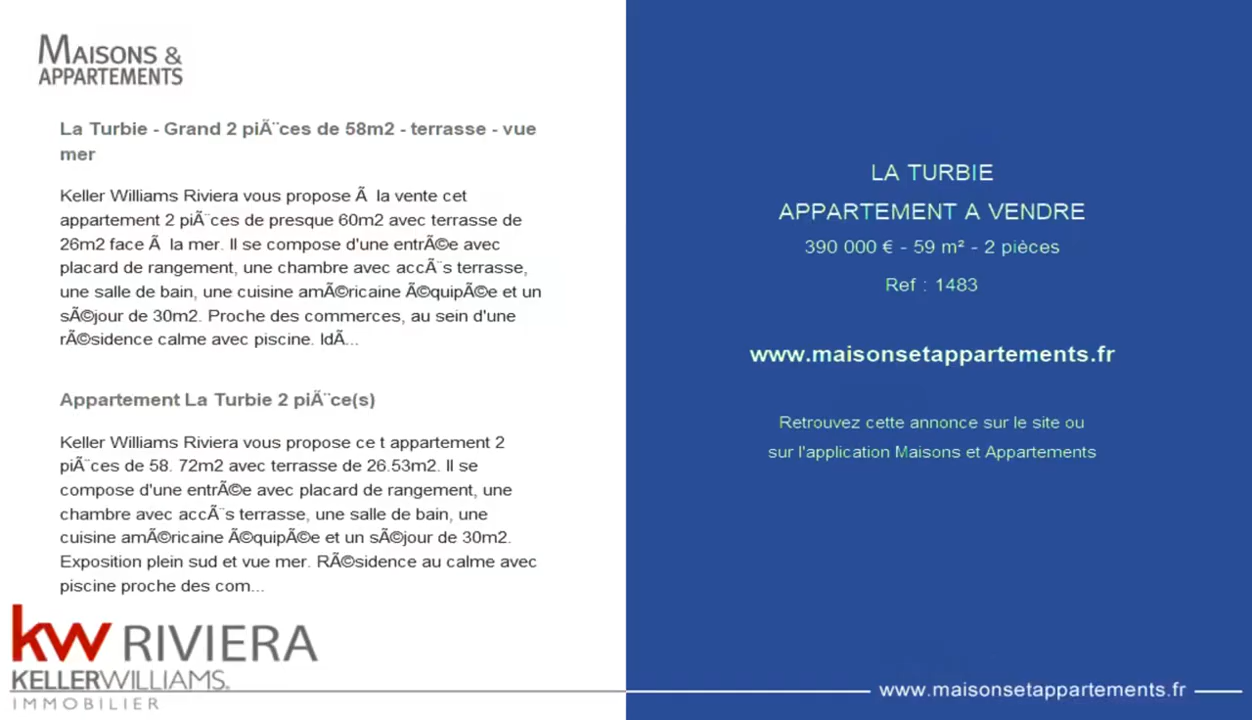 MAISONS &
APPARTEMENTS
La Turbie - Grand 2 piÃ¨ces de 58m2 - terrasse - vue
mer
Keller Williams Riviera vous propose Ã  la vente cet
appartement 2 piÃ¨ces de presque 60m2 avec terrasse de
26m2 face Ã  la mer. Il se compose d'une entrÃ©e avec
placard de rangement, une chambre avec accÃ¨s terrasse,
une salle de bain, une cuisine amÃ©ricaine Ã©quipÃ©e et un
sÃ©jour de 30m2. Proche des commerces, au sein d'une
rÃ©sidence calme avec piscine. IdÃ...
Appartement La Turbie 2 piÃ¨ce(s)
Keller Williams Riviera vous propose ce t appartement 2
piÃ¨ces de 58. 72m2 avec terrasse de 26.53m2. Il se
compose d'une entrÃ©e avec placard de rangement, une
chambre avec accÃ¨s terrasse, une salle de bain, une
cuisine amÃ©ricaine Ã©quipÃ©e et un sÃ©jour de 30m2.
Exposition plein sud et vue mer. RÃ©sidence au calme avec
piscine proche des com...
kw RIVIERA
KELLERWILLIAMS.
IMMOBILIER
LA TURBIE
APPARTEMENT A VENDRE
390 000 € - 59 m² - 2 pièces
Ref : 1483
www.maisonsetappartements.fr
Retrouvez cette annonce sur le site ou
sur l'application Maisons et Appartements
www.maisonsetappartements.fr